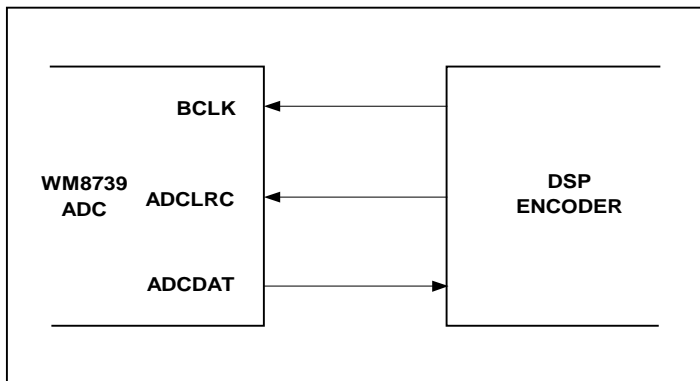 BCLK
WM8739
ADC
ADCLRC
ADCDAT
DSP
ENCODER